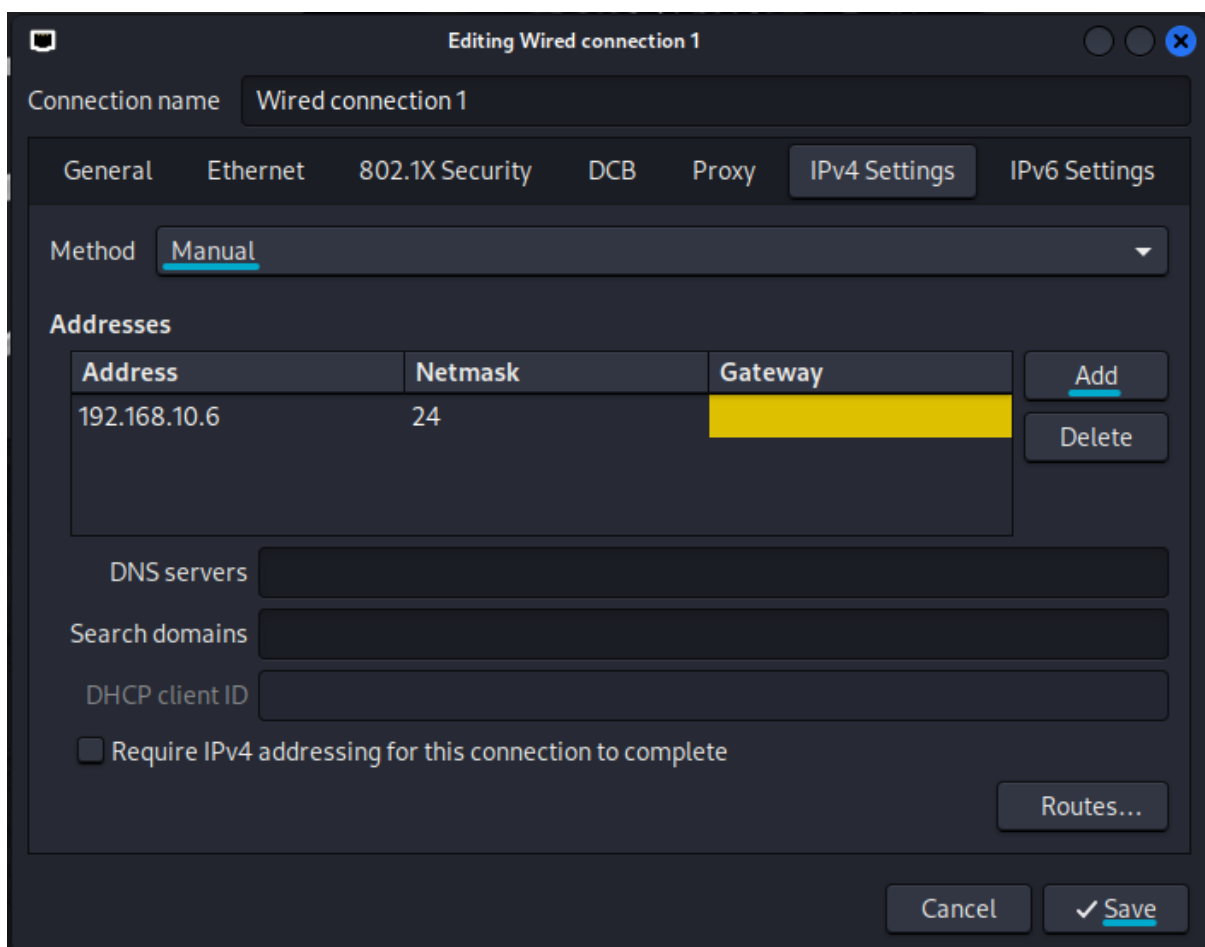 Editing Wired connection 1
Connection name Wired connection 1
General Ethernet 802.1X Security DCB Proxy IPv4 Settings IPv6 Settings
Method Manual
Addresses
Address Netmask Gateway Add
192.168.10.6 24
Delete
DNS servers
Search domains
DHCP client ID
Require IPv4 addressing for this connection to complete
Routes...
Cancel Save